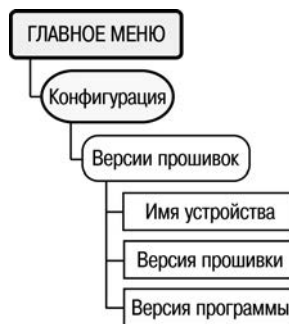 ГЛАВНОЕ МЕНЮ
Конфигурация
Версии прошивок
Имя устройства
Версия прошивки
Версия программы